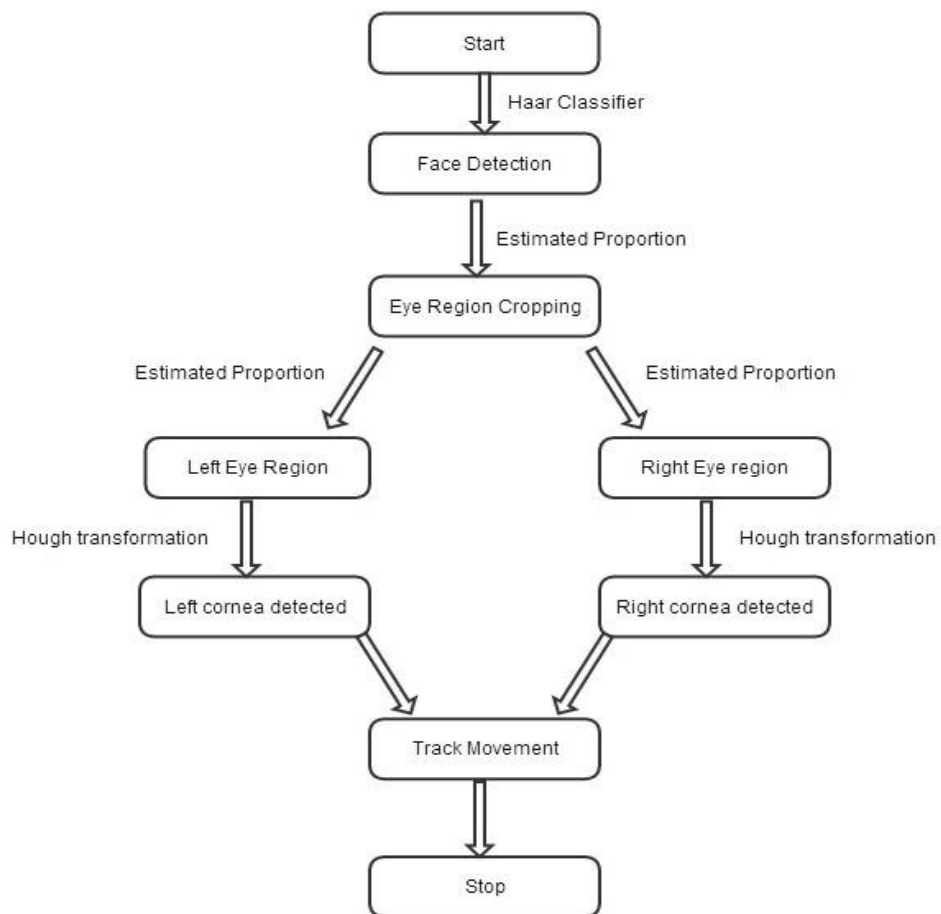 Start
Haar Classifier
Face Detection
Estimated Proportion
Eye Region Cropping
Estimated Proportion
Estimated Proportion
Left Eye Region
Right Eye region
Hough transformation
Hough transformation
Left cornea detected
Right cornea detected
Track Movement
Stop